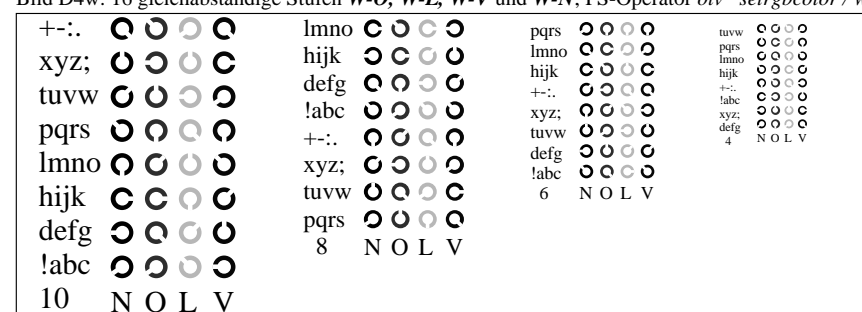 Bild D4w: 16 gleichabständige Stufen W-O; W-L; W-V und W-N; PS-Operator olv* setrgbcolor / w
+-:.
xyz;
tuvw
pqrs
lmno
hijk
defg
!abc
10 N O L V
lmno
hijk
defg
!abc
+-:.
xyz;
tuvw
pqrs
8 N O L V
pqrs
lmno
hijk
+-:.
xyz;
tuvw
defg
!abc
6 N O L V
tuvw
pqrs
lmno
hijk
+-:.
!abc
xyz;
defg
4 N O L V